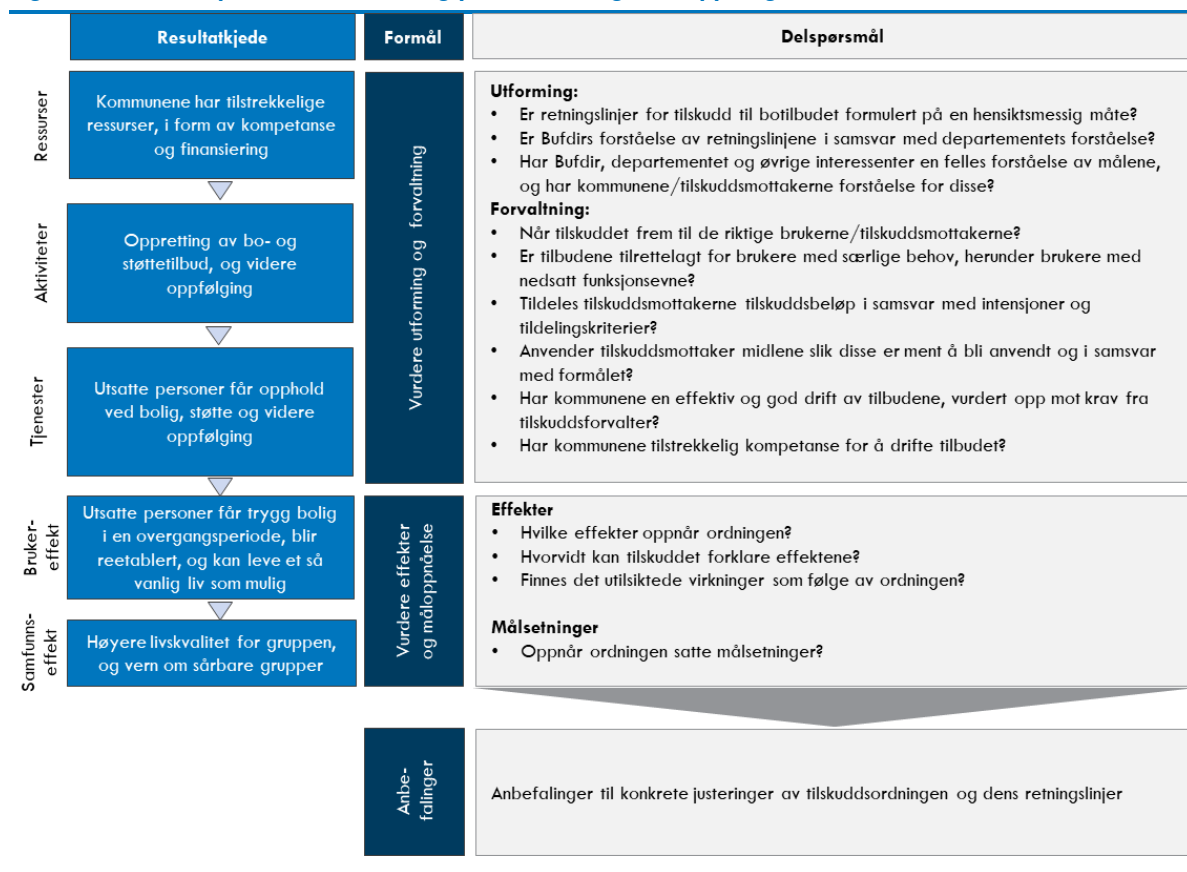 Resultatkjede
Formål
Delspørsmål
Ressurser
Kommunene har tilstrekkelige
ressurser, i form av kompetanse
og finansiering
Aktiviteter
Oppretting av bo- og
støttetilbud, og videre
oppfølging
Tjenester
Utsatte personer får opphold
ved bolig, støtte og videre
oppfølging
Vurdere utforming og forvaltning
Utforming:
• Er retningslinjer for tilskudd til botilbudet formulert på en hensiktsmessig måte?
• Er Bufdirs forståelse av retningslinjene i samsvar med departementets forståelse?
• Har Bufdir, departementet og øvrige interessenter en felles forståelse av målene,
og har kommunene/tilskuddsmottakerne forståelse for disse?
Forvaltning:
• Når tilskuddet frem til de riktige brukerne/tilskuddsmottakerne?
• Er tilbudene tilrettelagt for brukere med særlige behov, herunder brukere med
nedsatt funksjonsevne?
• Tildeles tilskuddsmottakerne tilskuddsbeløp i samsvar med intensjoner og
tildelingskriterier?
• Anvender tilskuddsmottaker midlene slik disse er ment å bli anvendt og i samsvar
med formålet?
• Har kommunene en effektiv og god drift av tilbudene, vurdert opp mot krav fra
tilskuddsforvalter?
• Har kommunene tilstrekkelig kompetanse for å drifte tilbudet?
Bruker-
effekt
Utsatte personer får trygg bolig
i en overgangsperiode, blir
reetablert, og kan leve et så
vanlig liv som mulig
Samfunns-
effekt
Høyere livskvalitet for gruppen,
og vern om sårbare grupper
Vurdere effekter
og måloppnåelse
Effekter
• Hvilke effekter oppnår ordningen?
• Hvorvidt kan tilskuddet forklare effektene?
• Finnes det utilsiktede virkninger som følge av ordningen?
Målsetninger
• Oppnår ordningen satte målsetninger?
Anbe-
falinger
Anbefalinger til konkrete justeringer av tilskuddsordningen og dens retningslinjer